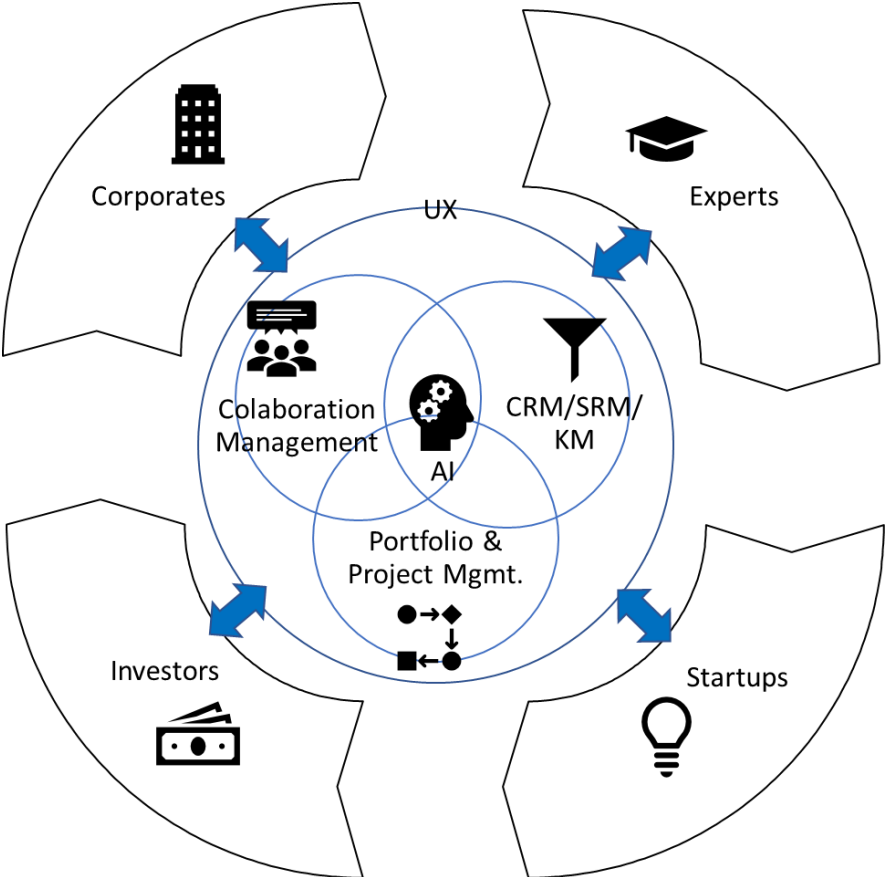 Corporates
Experts
UX
Colaboration
Management
CRM/SRM/
KM
AI
Portfolio &
Project Mgmt.
Investors
Startups